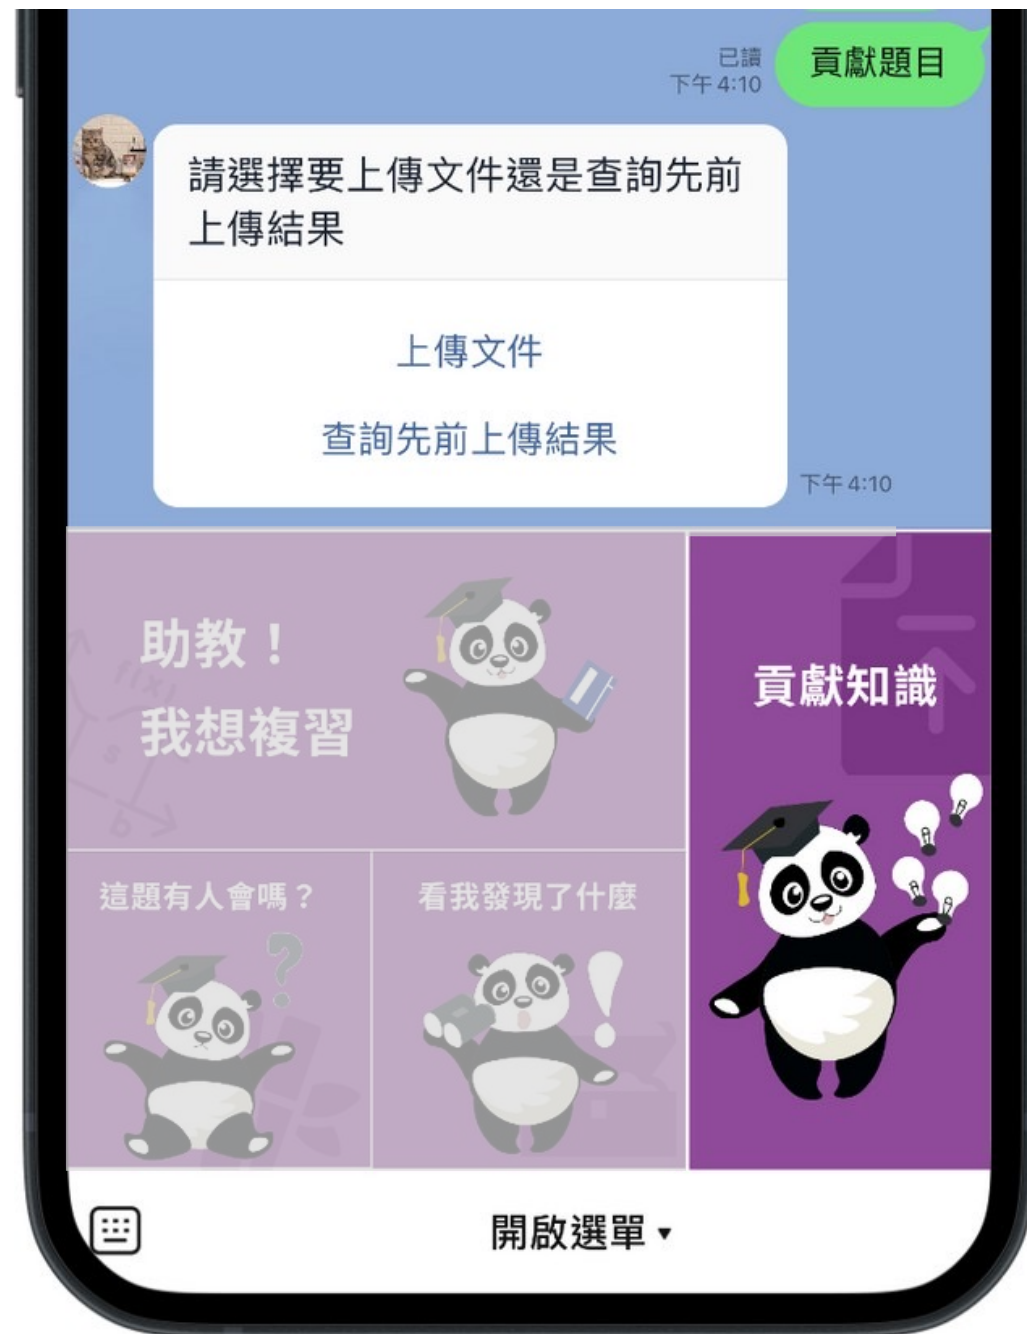 貢獻題目
已讀
下午 4:10
請選擇要上傳文件還是查詢先前
上傳結果
上傳文件
查詢先前上傳結果
下午 4:10
助教！
我想複習
f(x)
s
b
貢獻知識
這題有人會嗎？
?
看我發現了什麼
!
開啟選單 ▾